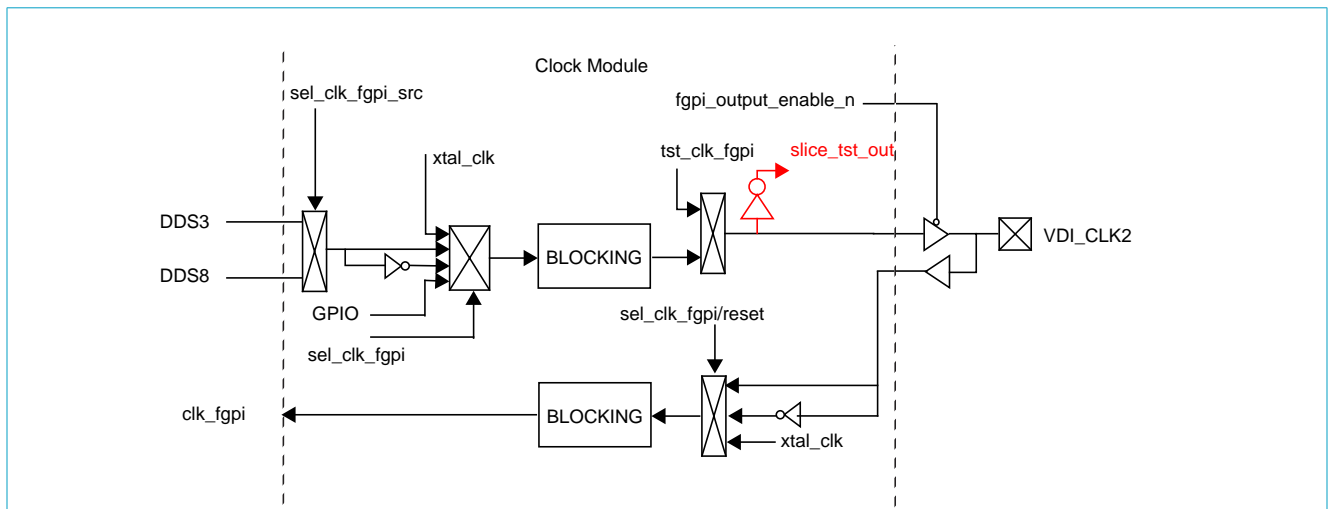 Clock Module
sel_clk_fgpi_src
fgpi_output_enable_n
xtal_clk
tst_clk_fgpi
slice_tst_out
DDS3
VDI_CLK2
BLOCKING
DDS8
GPIO
sel_clk_fgpi/reset
sel_clk_fgpi
clk_fgpi
BLOCKING
xtal_clk